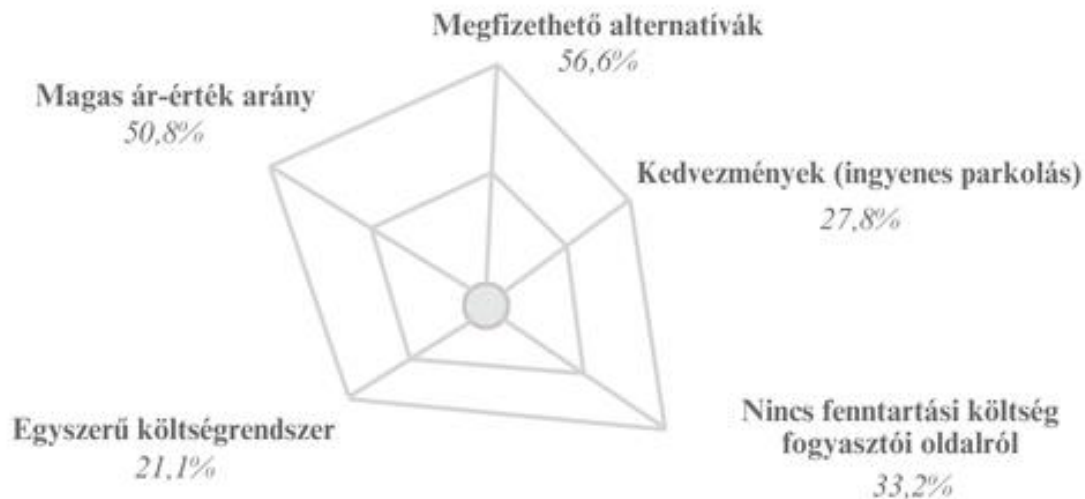 Megfizethető alternatívák
56,6%
Magas ár-érték arány
50,8%
Kedvezmények (ingyenes parkolás)
27,8%
Egyszerű költségrendszer
21,1%
Nincs fenntartási költség
fogyasztói oldalról
33,2%